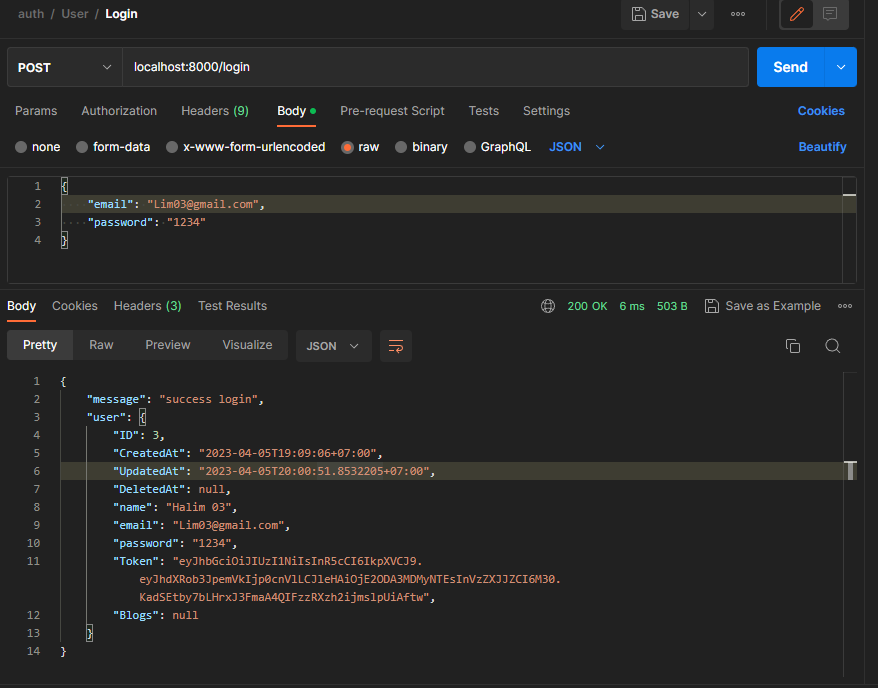 auth / User / Login
Save
POST
localhost:8000/login
Send
Params Authorization Headers (9) Body Pre-request Script Tests Settings Cookies
none form-data x-www-form-urlencoded raw binary GraphQL JSON Beautify
1 {
2 "email": "Lim03@gmail.com",
3 "password": "1234"
4 }
Body Cookies Headers (3) Test Results 200 OK 6 ms 503 B Save as Example
Pretty Raw Preview Visualize JSON
1 {
2 "message": "success login",
3 "user": {
4 "ID": 3,
5 "CreatedAt": "2023-04-05T19:09:06+07:00",
6 "UpdatedAt": "2023-04-05T20:00:51.8532205+07:00",
7 "DeletedAt": null,
8 "name": "Halim 03",
9 "email": "Lim03@gmail.com",
10 "password": "1234",
11 "Token": "eyJhbGciOiJIUzI1NiIsInR5cCI6IkpXVCJ9.
eyJhdXRob3JpemVkIjp0cnVlLCJleHAiOjE2ODA3MDMyNTEsInVzZXJJZCI6M30.
KadSEtby7bLHrxJ3FmaA4QIFzzRXzh2ijmslpUiAftw",
12 "Blogs": null
13 }
14 }